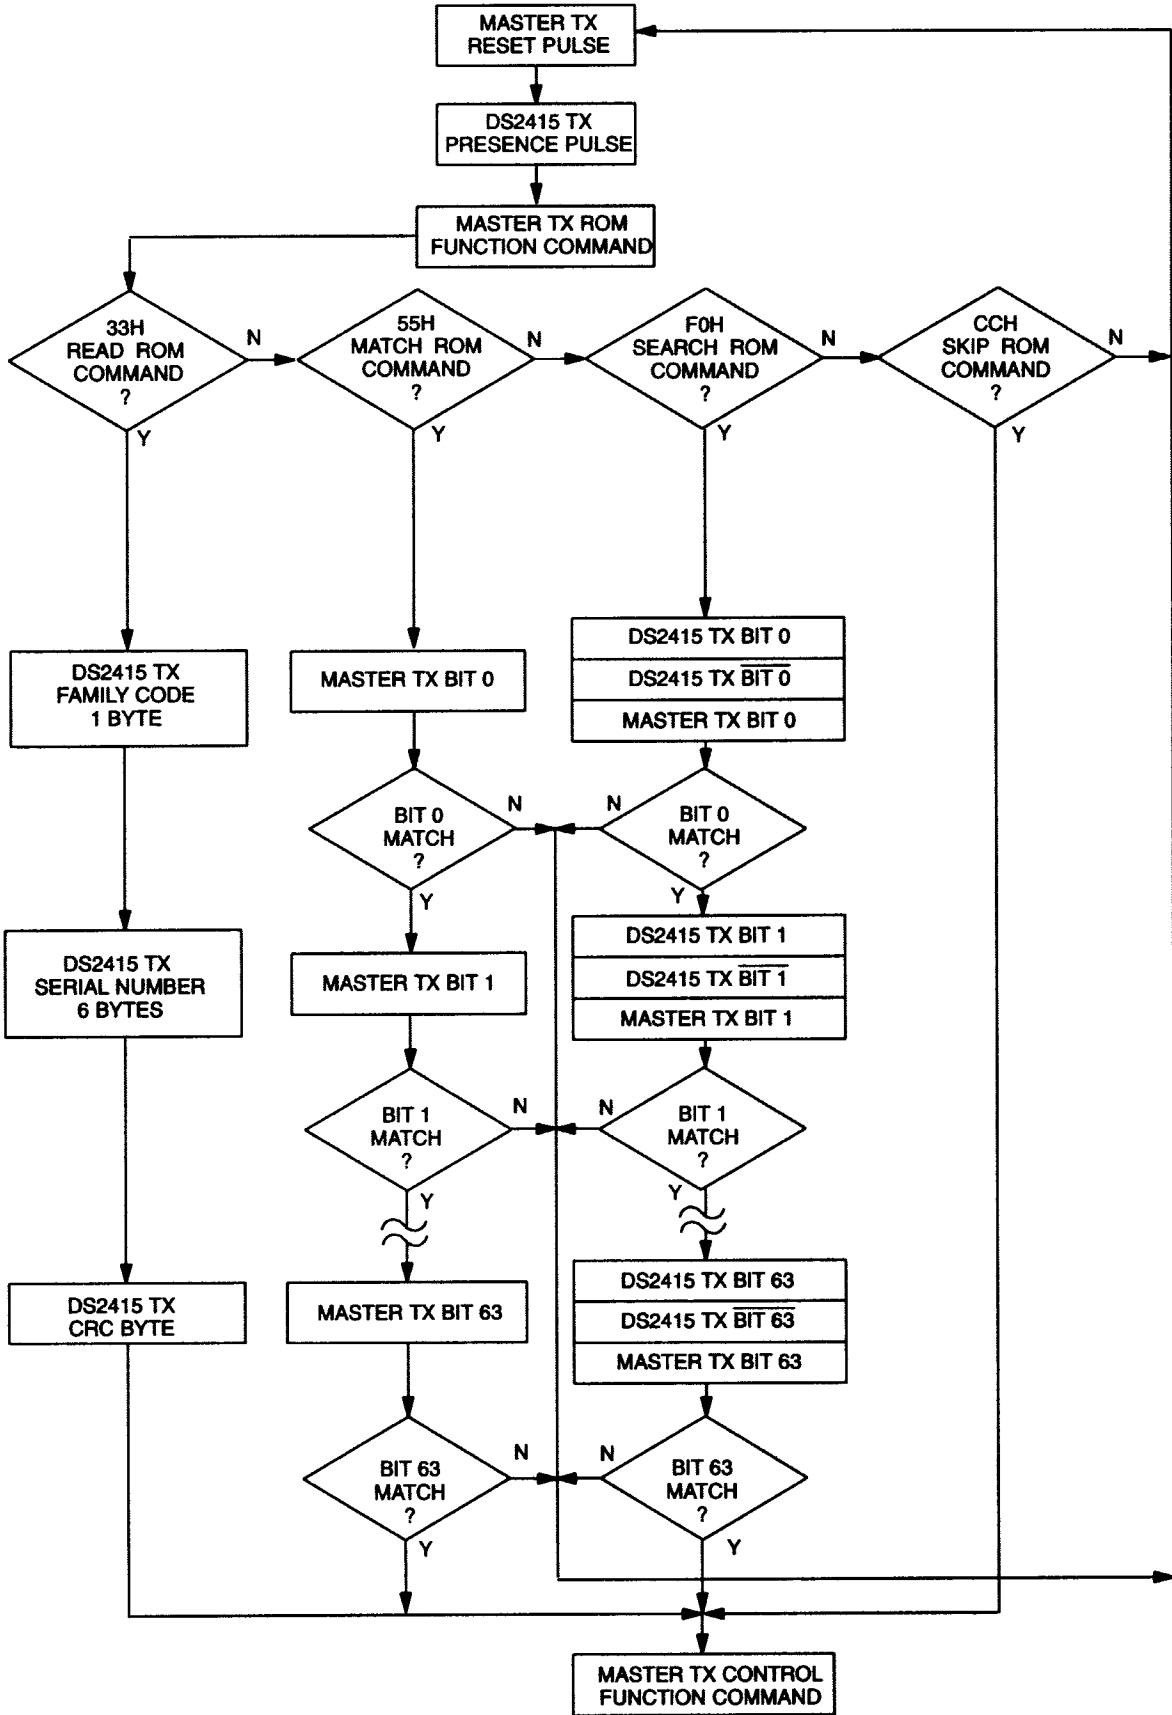 MASTER TX
RESET PULSE
DS2415 TX
PRESENCE PULSE
MASTER TX ROM
FUNCTION COMMAND
33H
READ ROM
COMMAND
?
N
Y
55H
MATCH ROM
COMMAND
?
N
Y
F0H
SEARCH ROM
COMMAND
?
N
Y
CCH
SKIP ROM
COMMAND
?
N
Y
DS2415 TX
FAMILY CODE
1 BYTE
DS2415 TX
SERIAL NUMBER
6 BYTES
DS2415 TX
CRC BYTE
MASTER TX BIT 0
BIT 0
MATCH
?
N
Y
MASTER TX BIT 1
BIT 1
MATCH
?
N
Y
MASTER TX BIT 63
BIT 63
MATCH
?
N
Y
DS2415 TX BIT 0
DS2415 TX B̅I̅T̅ ̅0̅
MASTER TX BIT 0
BIT 0
MATCH
?
N
Y
DS2415 TX BIT 1
DS2415 TX B̅I̅T̅ ̅1̅
MASTER TX BIT 1
BIT 1
MATCH
?
N
Y
DS2415 TX BIT 63
DS2415 TX B̅I̅T̅ ̅6̅3̅
MASTER TX BIT 63
BIT 63
MATCH
?
N
Y
MASTER TX CONTROL
FUNCTION COMMAND